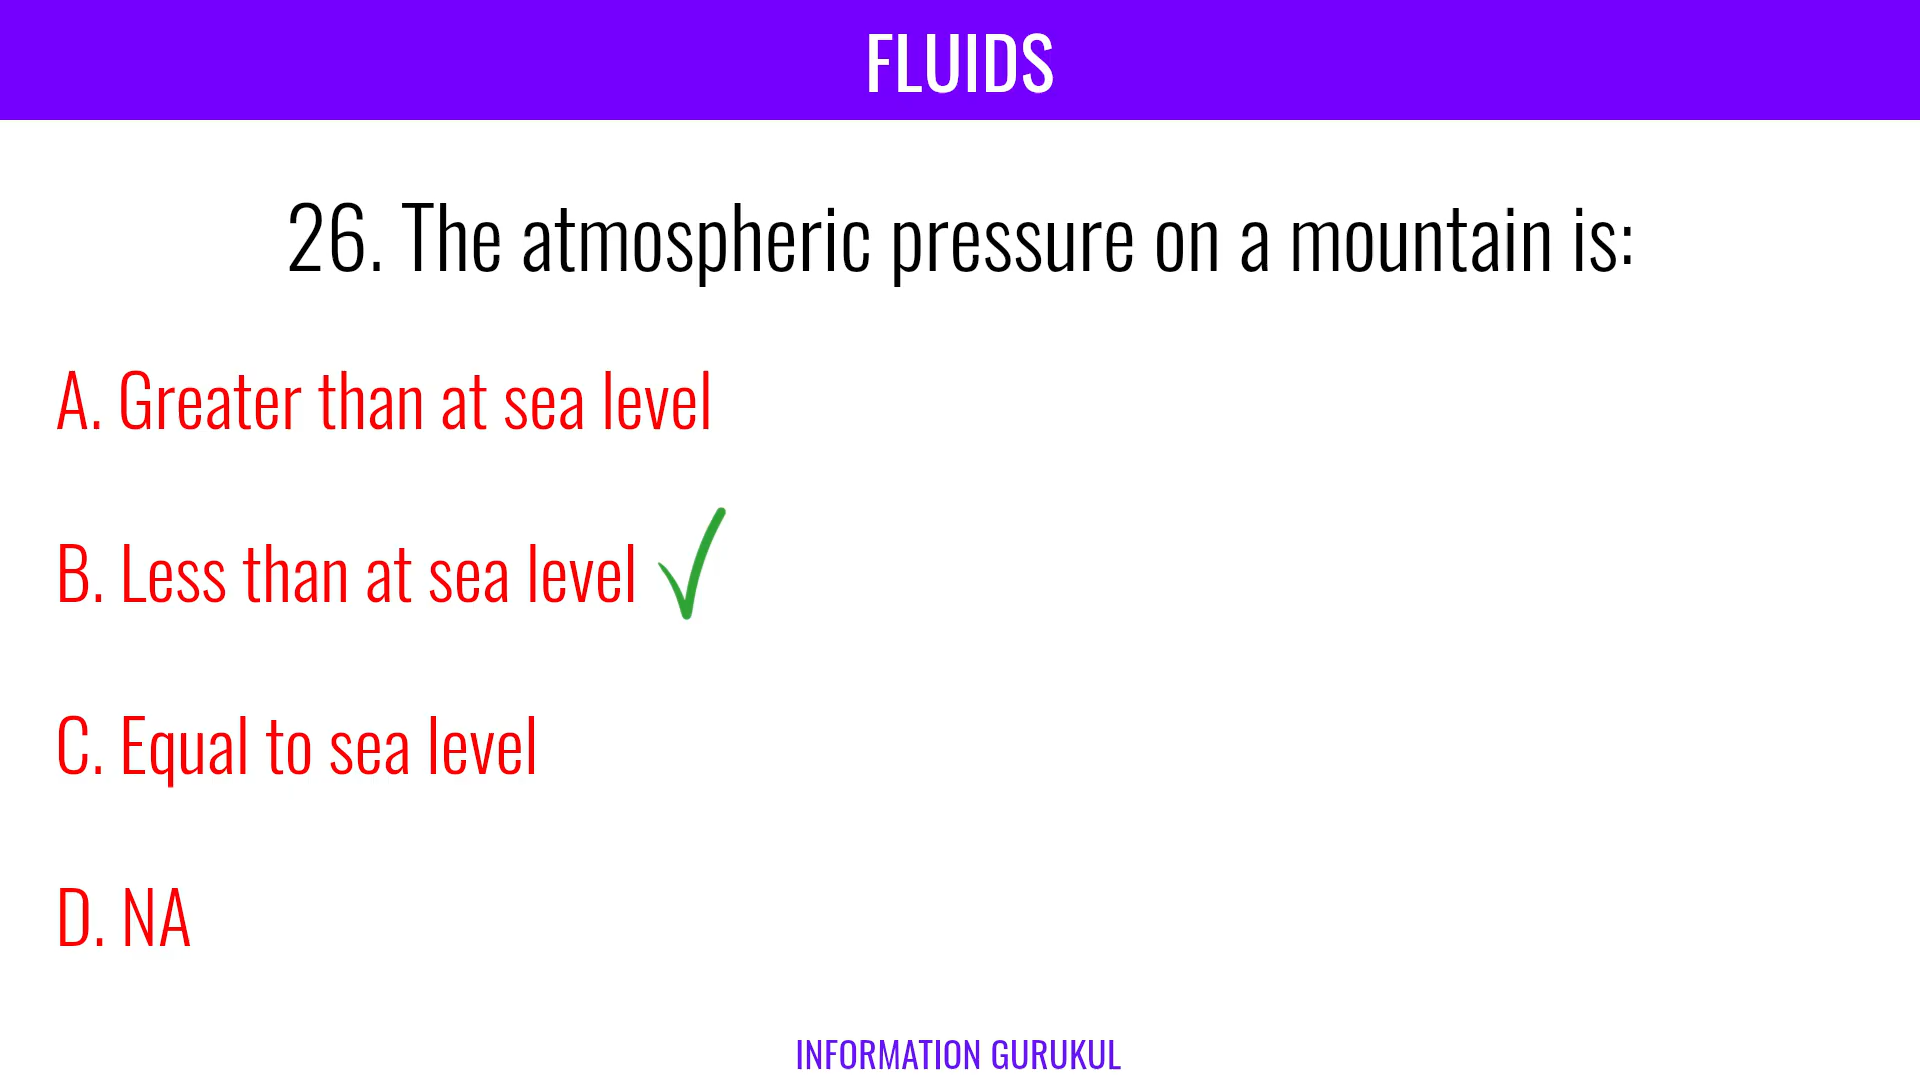 FLUIDS
26. The atmospheric pressure on a mountain is:
A. Greater than at sea level
B. Less than at sea level
C. Equal to sea level
D. NA
INFORMATION GURUKUL